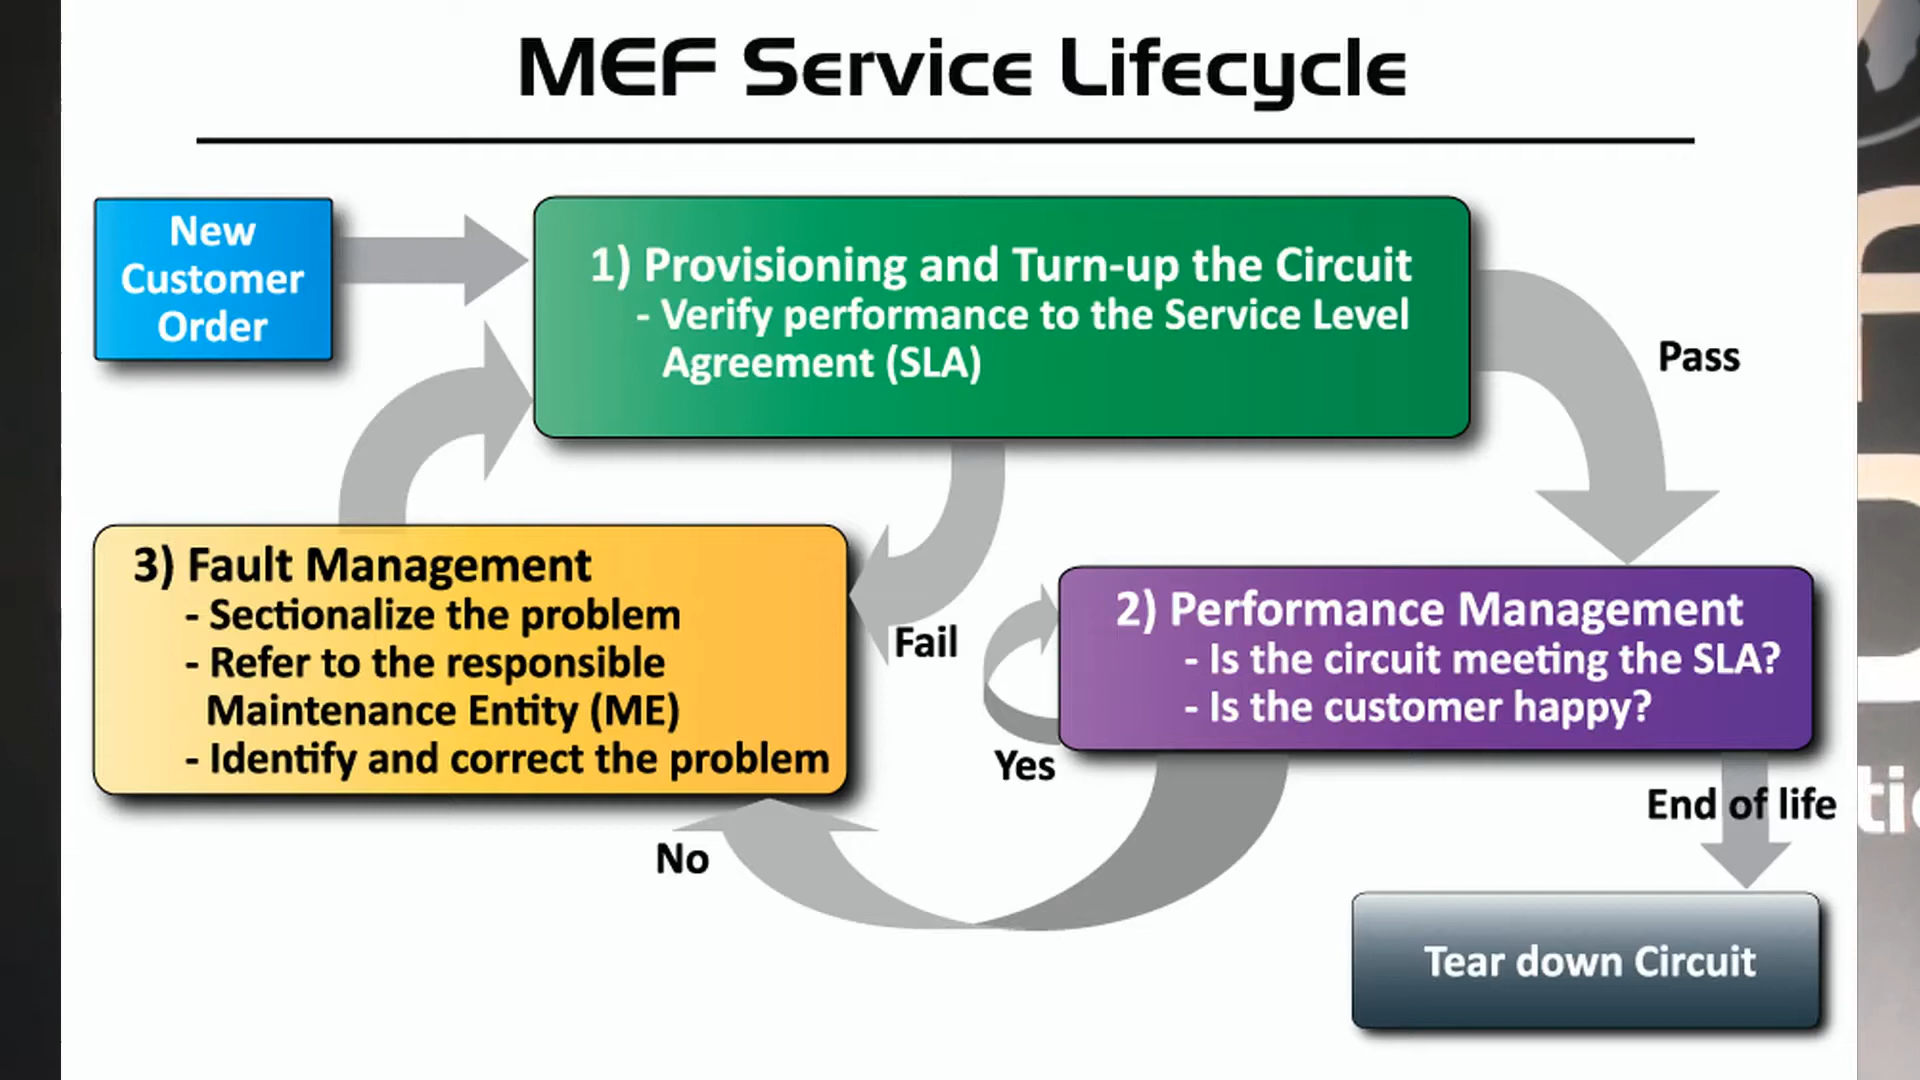 MEF Service Lifecycle
New
Customer
Order
1) Provisioning and Turn-up the Circuit
- Verify performance to the Service Level
Agreement (SLA)
Pass
3) Fault Management
- Sectionalize the problem
- Refer to the responsible
Maintenance Entity (ME)
- Identify and correct the problem
Fail
2) Performance Management
- Is the circuit meeting the SLA?
- Is the customer happy?
Yes
No
End of life
Tear down Circuit